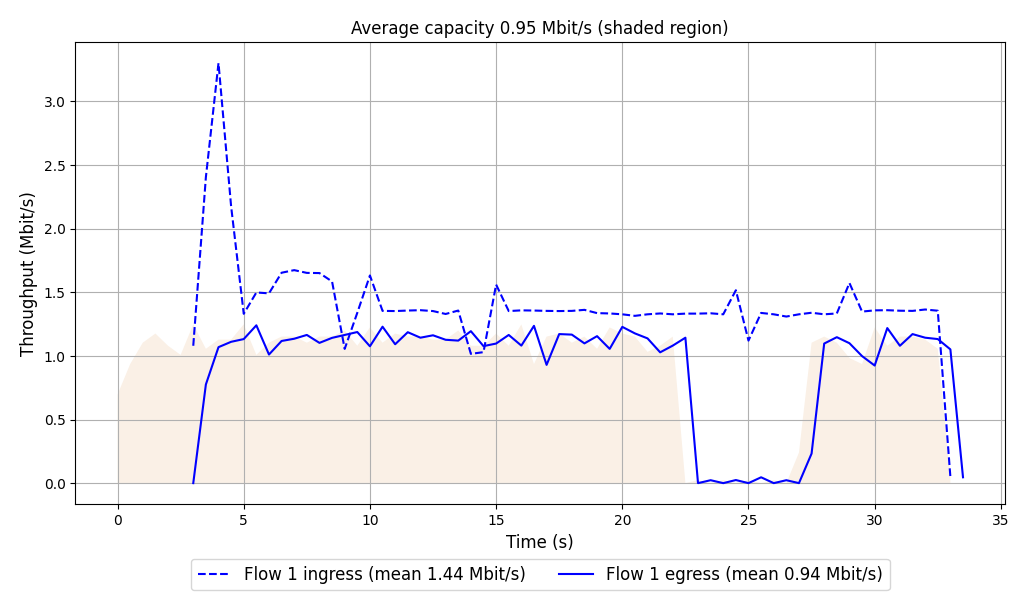 Average capacity 0.95 Mbit/s (shaded region)
Throughput (Mbit/s)
3.0
2.5
2.0
1.5
1.0
0.5
0.0
0 5 10 15 20 25 30 35
Time (s)
Flow 1 ingress (mean 1.44 Mbit/s) Flow 1 egress (mean 0.94 Mbit/s)